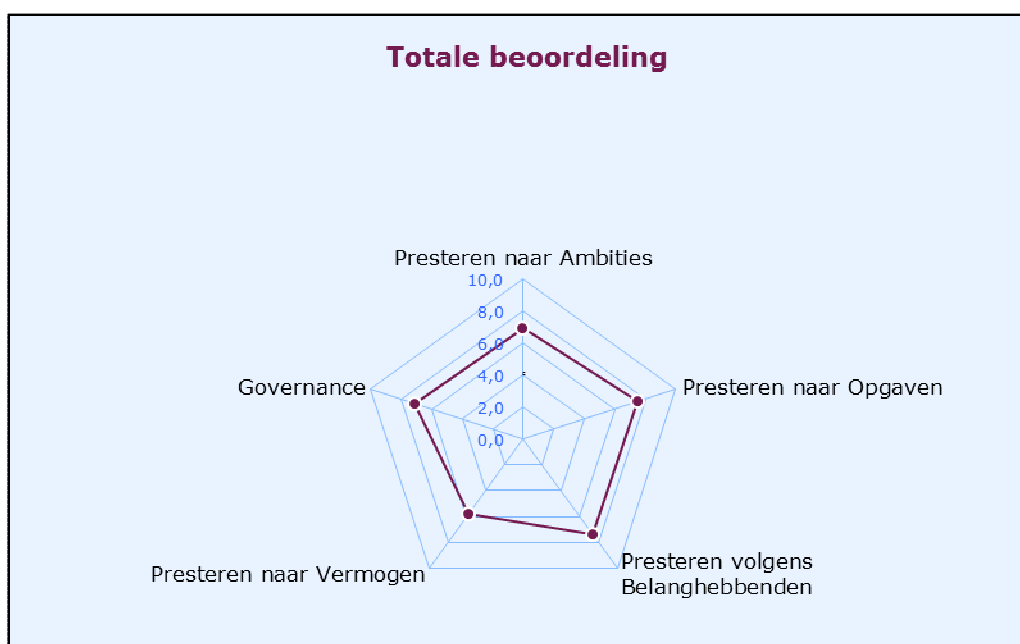 Totale beoordeling
Presteren naar Ambities
10,0
8,0
6,0
4,0
2,0
0,0
Governance
Presteren naar Opgaven
Presteren naar Vermogen
Presteren volgens
Belanghebbenden